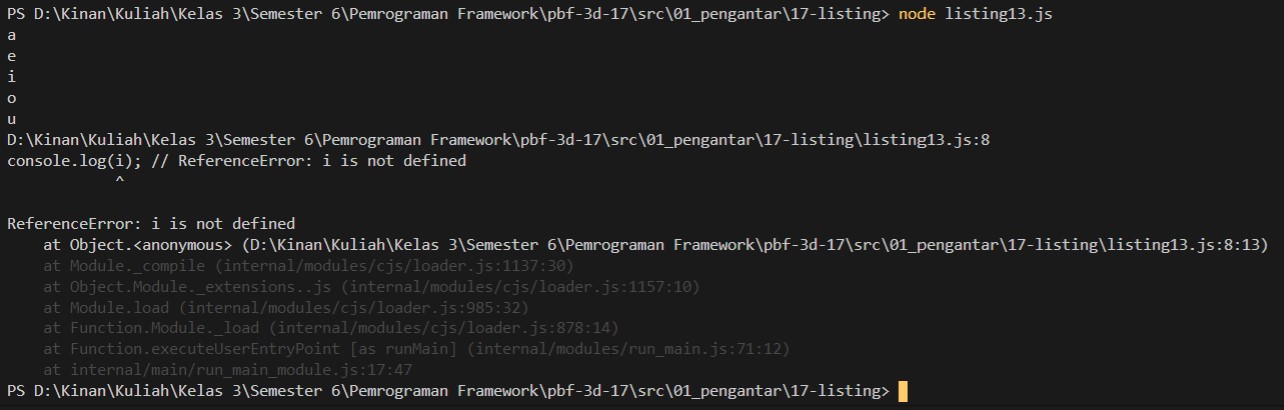 PS D:\Kinan\Kuliah\Kelas 3\Semester 6\Pemrograman Framework\pbf-3d-17\src\01_pengantar\17-listing> node listing13.js
a
e
i
o
u
D:\Kinan\Kuliah\Kelas 3\Semester 6\Pemrograman Framework\pbf-3d-17\src\01_pengantar\17-listing\listing13.js:8
console.log(i); // ReferenceError: i is not defined
            ^
ReferenceError: i is not defined
    at Object.<anonymous> (D:\Kinan\Kuliah\Kelas 3\Semester 6\Pemrograman Framework\pbf-3d-17\src\01_pengantar\17-listing\listing13.js:8:13)
    at Module._compile (internal/modules/cjs/loader.js:1137:30)
    at Object.Module._extensions..js (internal/modules/cjs/loader.js:1157:10)
    at Module.load (internal/modules/cjs/loader.js:985:32)
    at Function.Module._load (internal/modules/cjs/loader.js:878:14)
    at Function.executeUserEntryPoint [as runMain] (internal/modules/run_main.js:71:12)
    at internal/main/run_main_module.js:17:47
PS D:\Kinan\Kuliah\Kelas 3\Semester 6\Pemrograman Framework\pbf-3d-17\src\01_pengantar\17-listing>